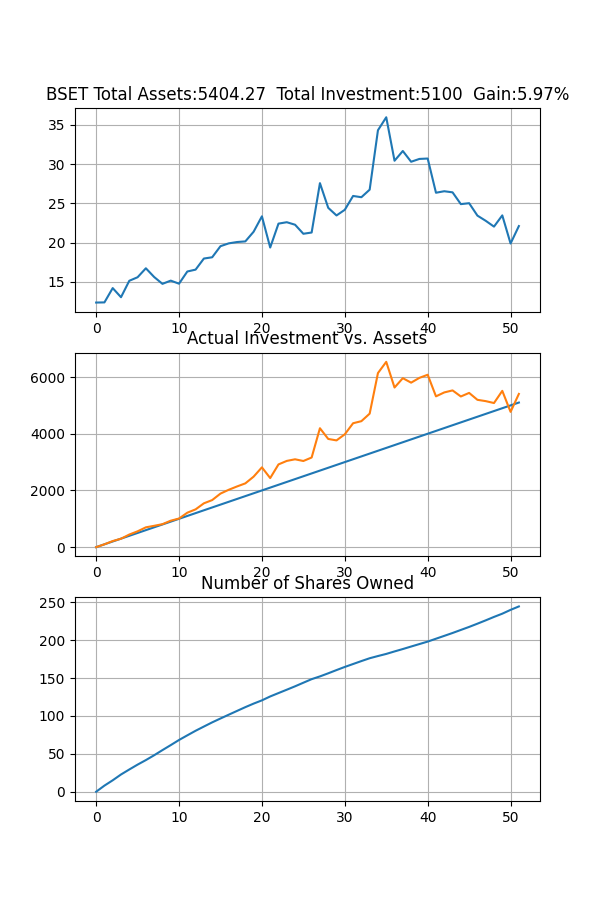 BSET Total Assets:5404.27  Total Investment:5100  Gain:5.97%
35
30
25
20
15
0 10 20 30 40 50
Actual Investment vs. Assets
6000
4000
2000
0
0 10 20 30 40 50
Number of Shares Owned
250
200
150
100
50
0
0 10 20 30 40 50